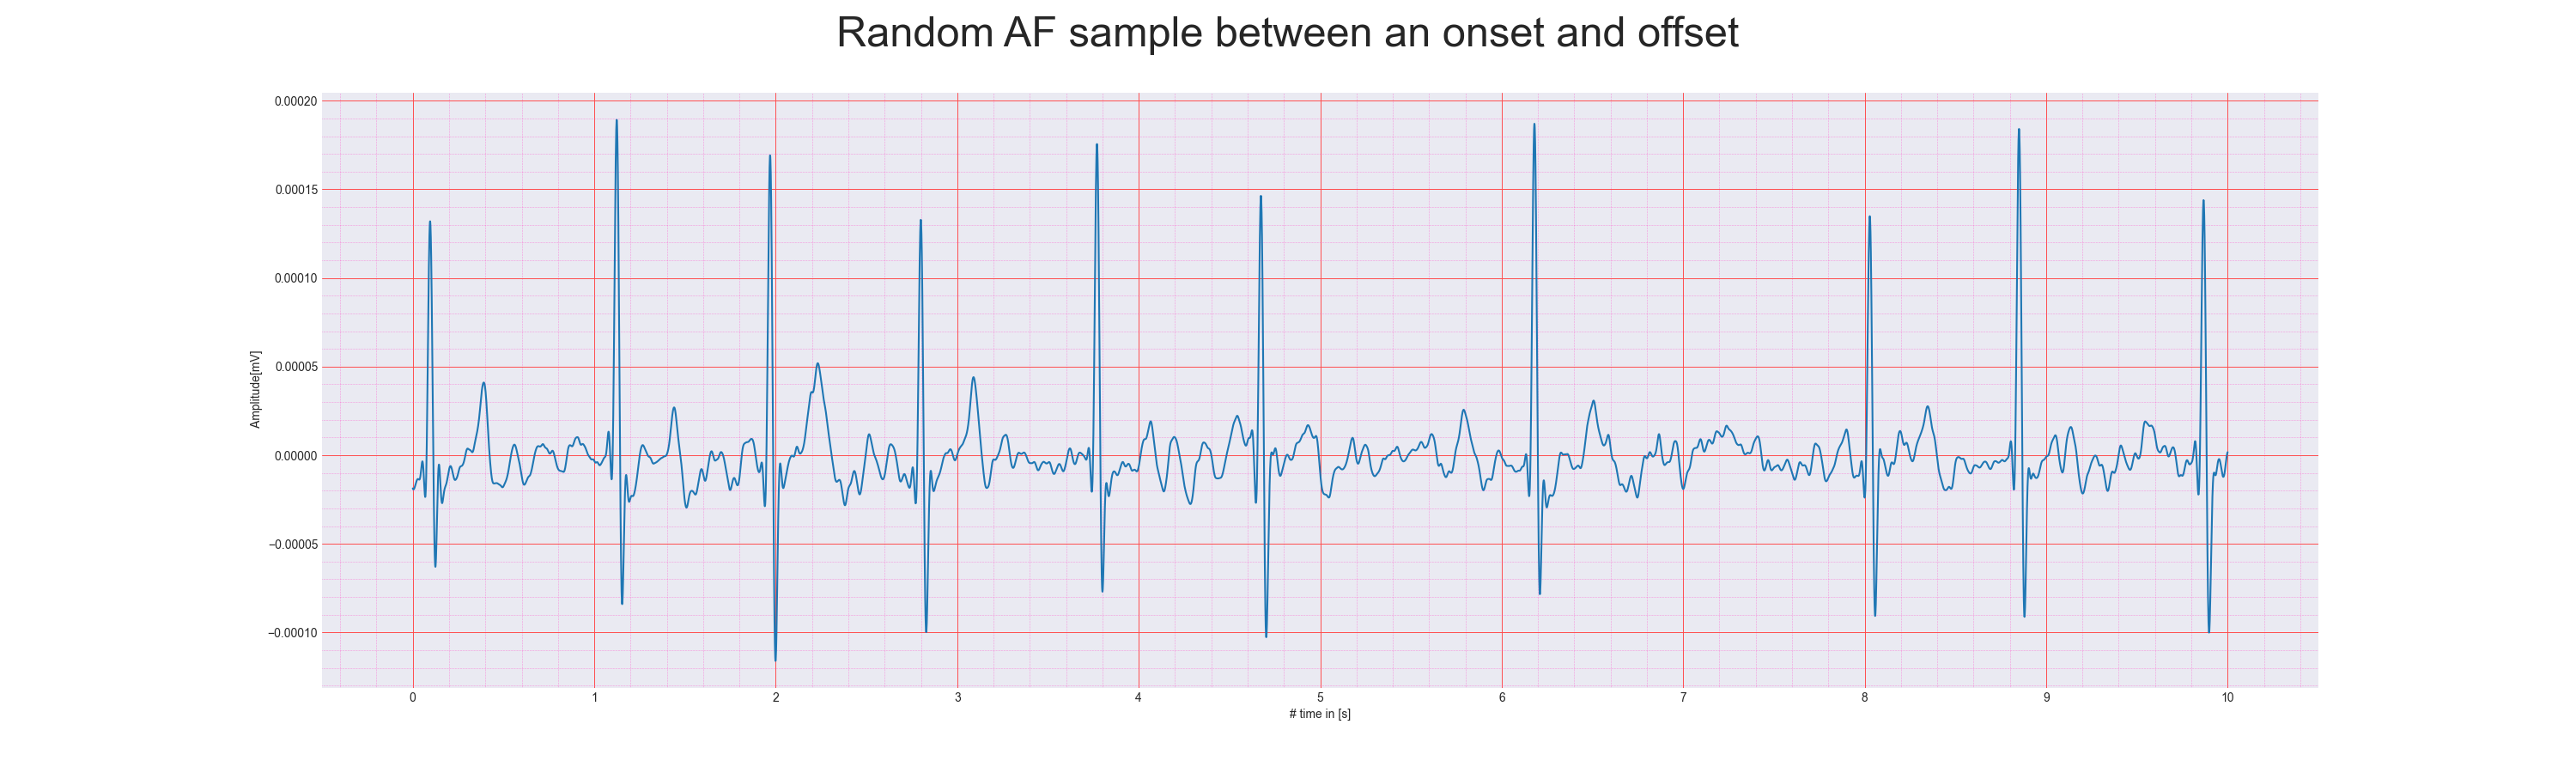 Random AF sample between an onset and offset
0.00020
0.00015
0.00010
0.00005
0.00000
−0.00005
−0.00010
Amplitude[mV]
0 1 2 3 4 5 6 7 8 9 10
# time in [s]